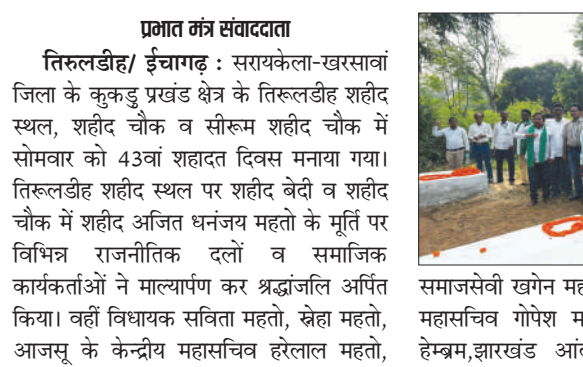 प्रभात मंत्र संवाददाता
तिरुलडीह/ ईचागढ़ : सरायकेला-खरसावां
जिला के कुकड़ु प्रखंड क्षेत्र के तिरूलडीह शहीद
स्थल, शहीद चौक व सीरूम शहीद चौक में
सोमवार को 43वां शहादत दिवस मनाया गया।
तिरूलडीह शहीद स्थल पर शहीद बेदी व शहीद
चौक में शहीद अजित धनंजय महतो के मूर्ति पर
विभिन्न राजनीतिक दलों व समाजिक
कार्यकर्ताओं ने माल्यार्पण कर श्रद्धांजलि अर्पित
किया। वहीं विधायक सविता महतो, स्नेहा महतो,
आजसू के केन्द्रीय महासचिव हरेलाल महतो,
समाजसेवी खगेन
महासचिव गोपेश
हेम्ब्रम,झारखंड